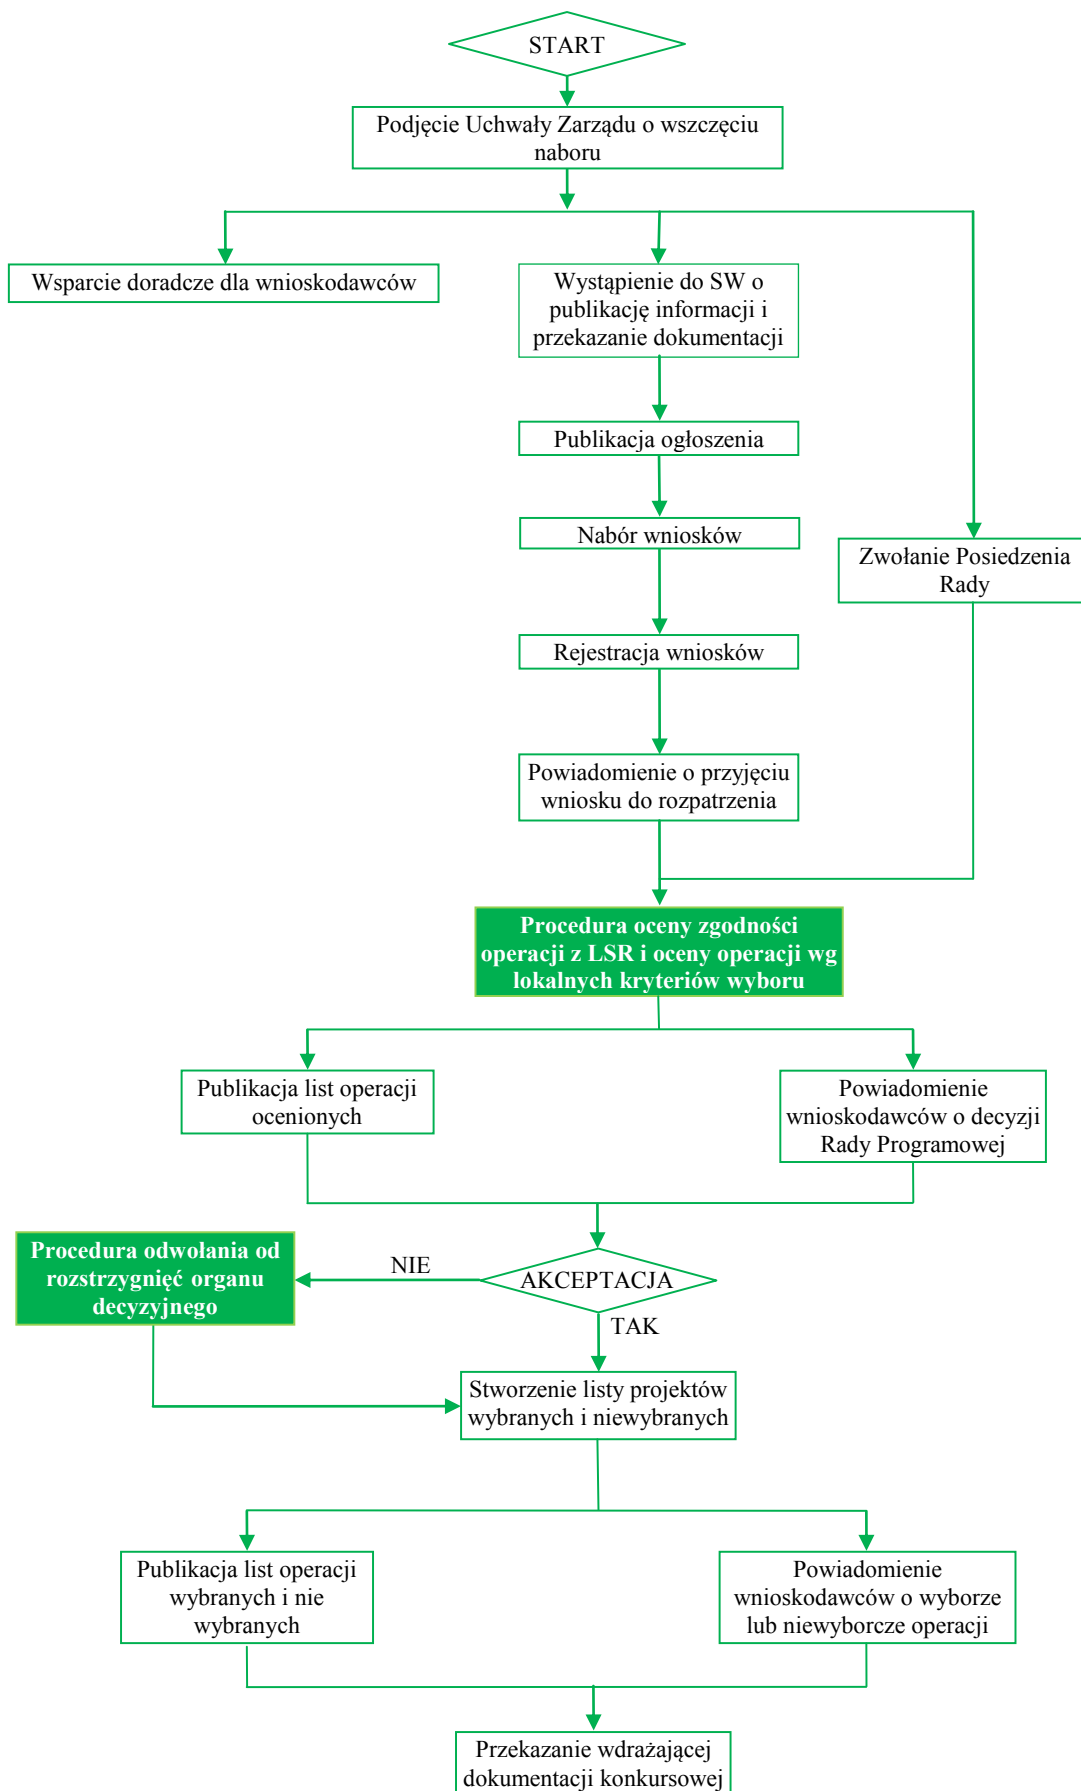 START
Podjęcie Uchwały Zarządu o wszczęciu
naboru
Wsparcie doradcze dla wnioskodawców
Wystąpienie do SW o
publikację informacji i
przekazanie dokumentacji
Publikacja ogłoszenia
Nabór wniosków
Zwołanie Posiedzenia
Rady
Rejestracja wniosków
Powiadomienie o przyjęciu
wniosku do rozpatrzenia
Procedura oceny zgodności
operacji z LSR i oceny operacji wg
lokalnych kryteriów wyboru
Publikacja list operacji
ocenionych
Powiadomienie
wnioskodawców o decyzji
Rady Programowej
Procedura odwołania od
rozstrzygnięć organu
decyzyjnego
NIE
AKCEPTACJA
TAK
Stworzenie listy projektów
wybranych i niewybranych
Publikacja list operacji
wybranych i nie
wybranych
Powiadomienie
wnioskodawców o wyborze
lub niewyborcze operacji
Przekazanie wdrażającej
dokumentacji konkursowej